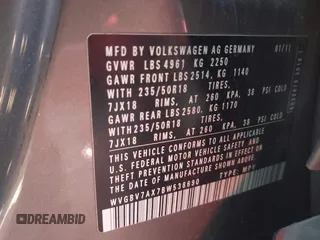 MFD BY VOLKSWAGEN AG GERMANY 01/11
GVWR LBS 4961 KG 2250
GAWR FRONT LBS 2514, KG 1140
WITH 235/50R18 TIRES,
7JX18 RIMS, AT 260 KPA, 38 PSI COLD
GAWR REAR LBS 2580, KG 1170
WITH 235/50R18 TIRES,
7JX18 RIMS, AT 260 KPA, 38 PSI COLD
THIS VEHICLE CONFORMS TO ALL APPLICABLE
U.S. FEDERAL MOTOR VEHICLE SAFETY
STANDARDS IN EFFECT ON THE DATE OF
MANUFACTURE SHOWN ABOVE.
WVGBV7AX7BW538890 TYPE: MPV
DREAMBID